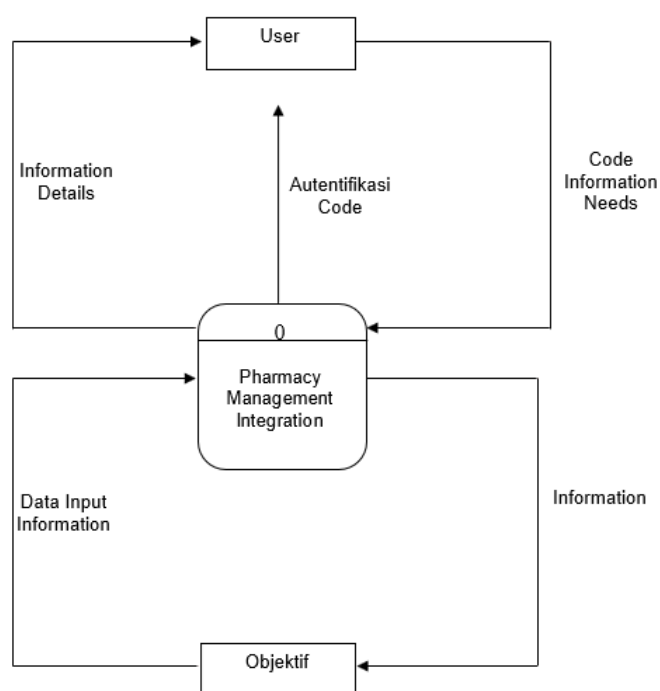 User
Information
Details
Autentifikasi
Code
Code
Information
Needs
0
Pharmacy
Management
Integration
Data Input
Information
Information
Objektif